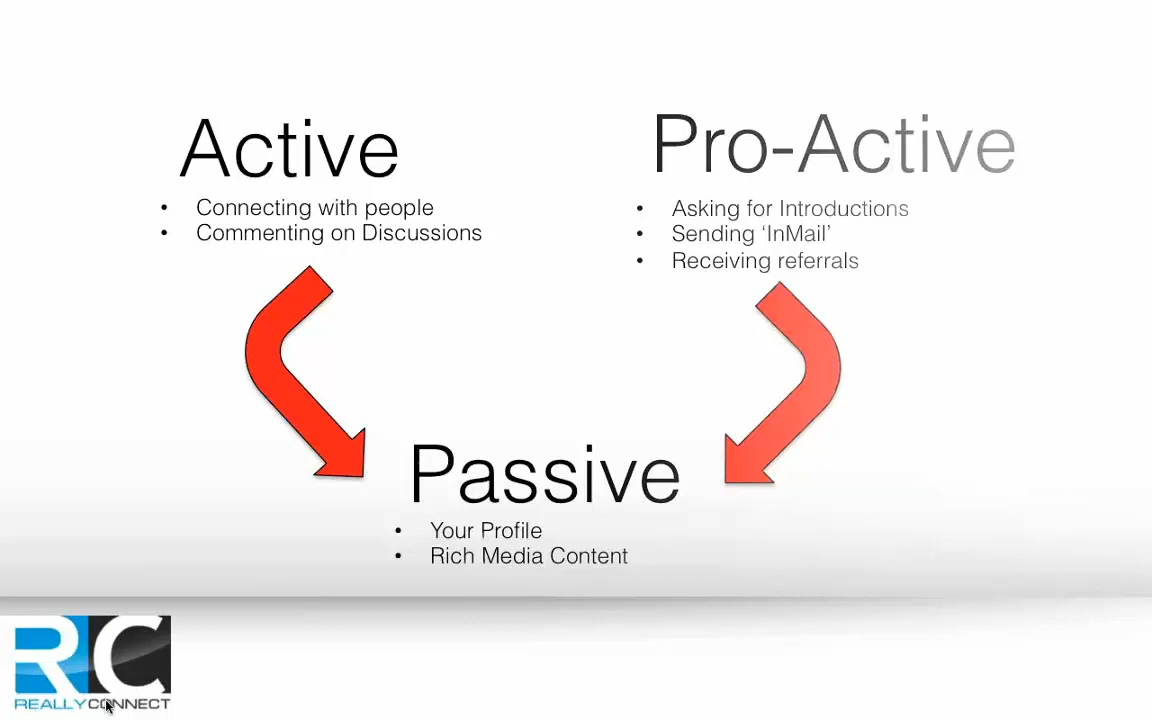 Active
• Connecting with people
• Commenting on Discussions
Pro-Active
• Asking for Introductions
• Sending ‘InMail’
• Receiving referrals
Passive
• Your Profile
• Rich Media Content
RC
REALLYCONNECT